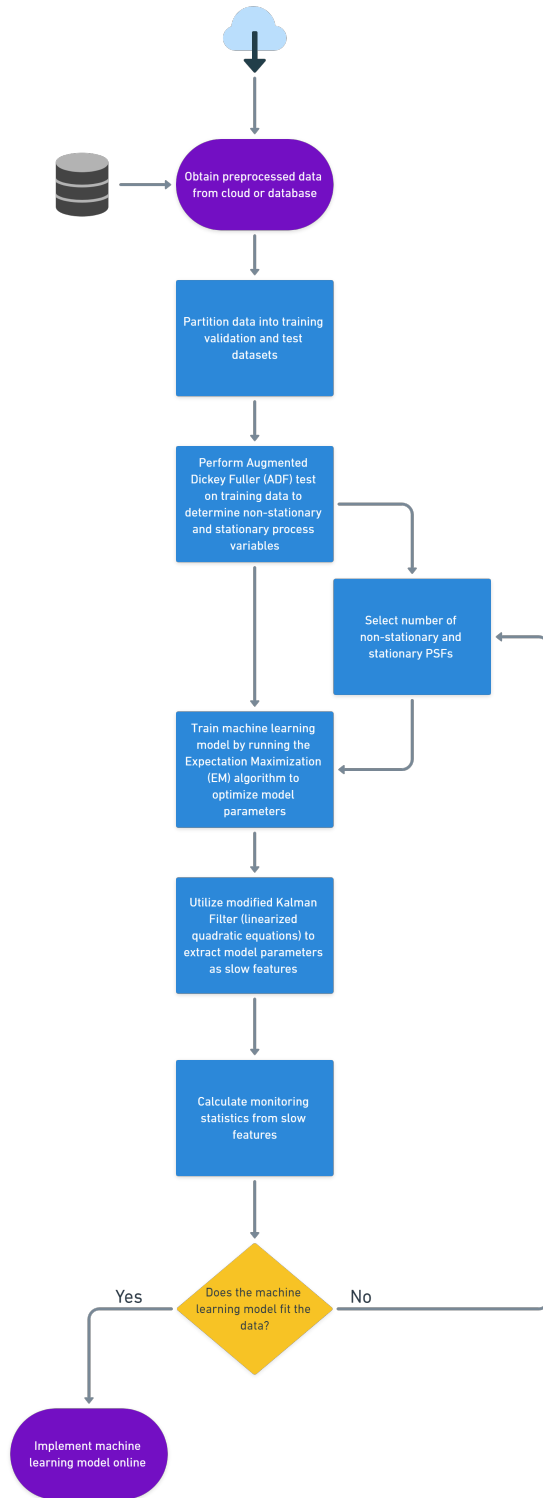 Obtain preprocessed data
from cloud or database
Partition data into training
validation and test
datasets
Perform Augmented
Dickey Fuller (ADF) test
on training data to
determine non-stationary
and stationary process
variables
Select number of
non-stationary and
stationary PSFs
Train machine learning
model by running the
Expectation Maximization
(EM) algorithm to
optimize model
parameters
Utilize modified Kalman
Filter (linearized
quadratic equations) to
extract model parameters
as slow features
Calculate monitoring
statistics from slow
features
Does the machine
learning model fit the
data?
Yes
No
Implement machine
learning model online